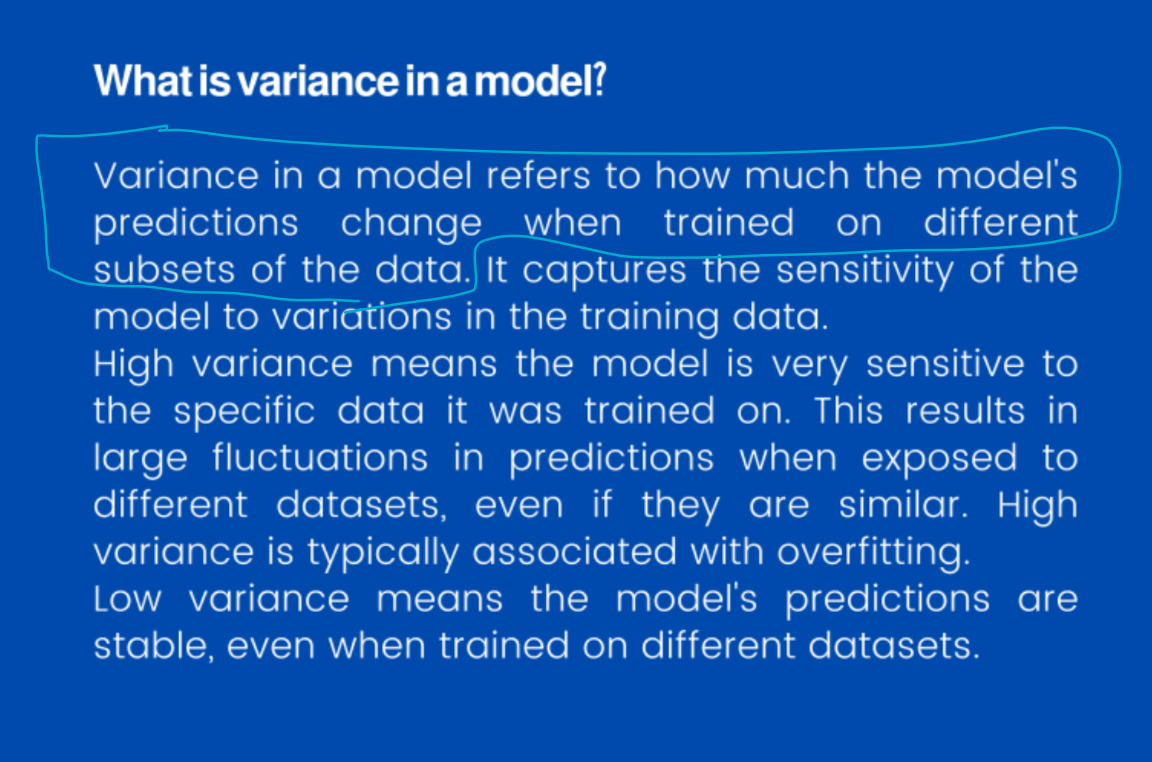 What is variance in a model?
Variance in a model refers to how much the model's
predictions change when trained on different
subsets of the data. It captures the sensitivity of the
model to variations in the training data.
High variance means the model is very sensitive to
the specific data it was trained on. This results in
large fluctuations in predictions when exposed to
different datasets, even if they are similar. High
variance is typically associated with overfitting.
Low variance means the model's predictions are
stable, even when trained on different datasets.